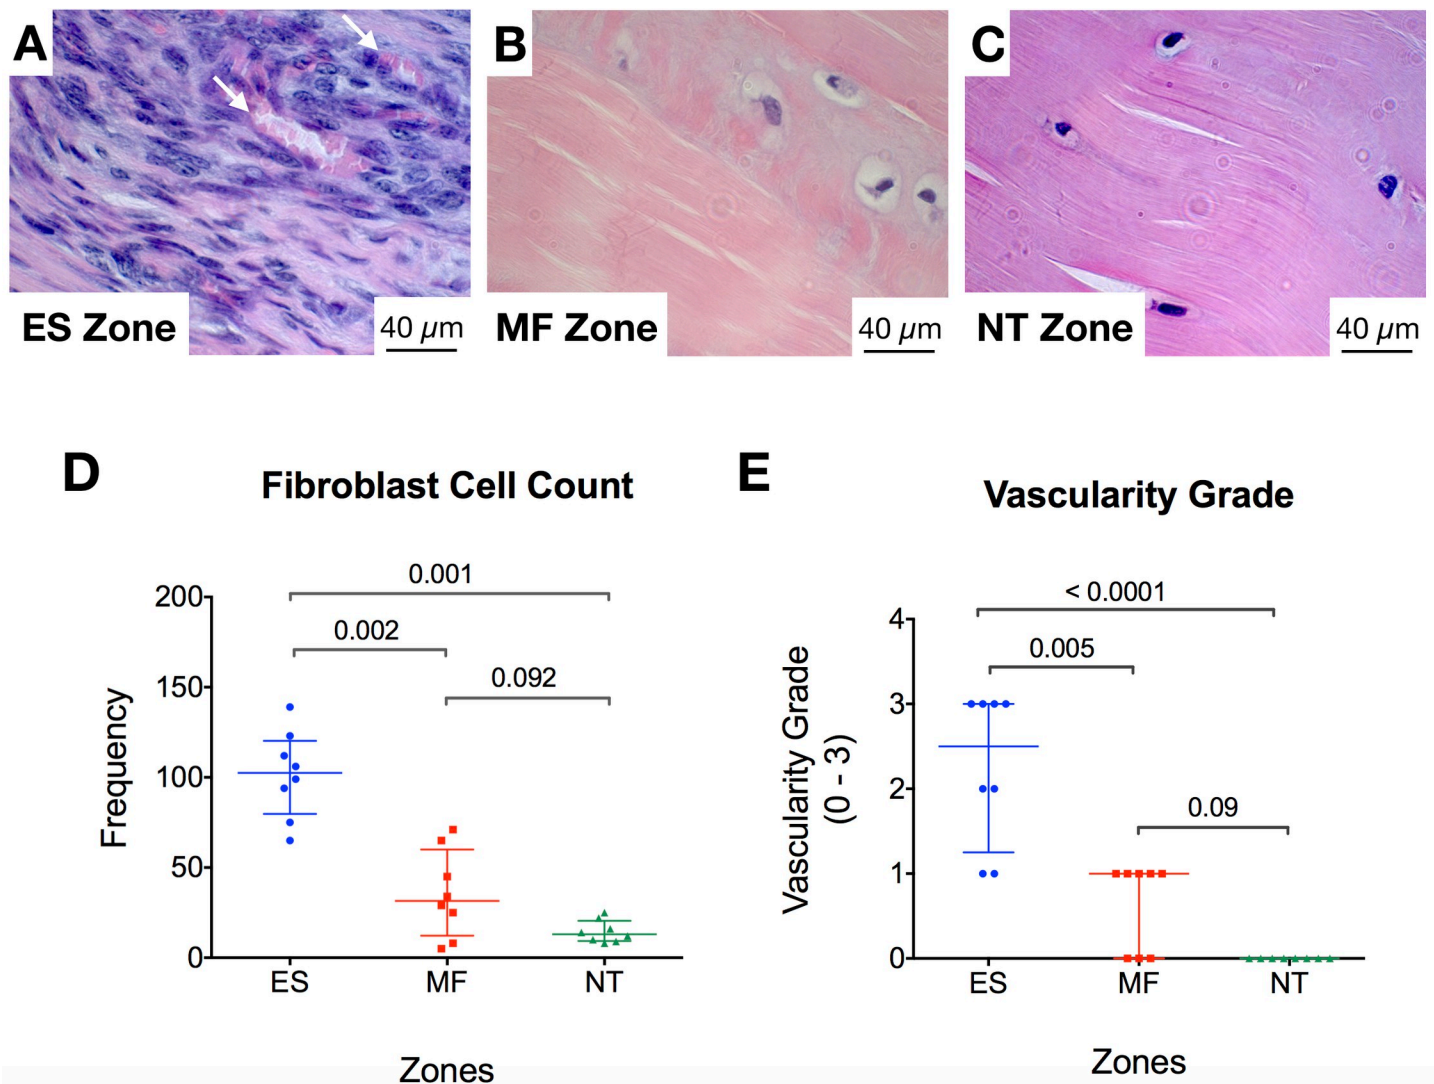 A
B
C
ES Zone
40 µm
MF Zone
40 µm
NT Zone
40 µm
D
Fibroblast Cell Count
0.001
0.002
0.092
200
150
100
50
0
Frequency
ES
MF
NT
Zones
E
Vascularity Grade
< 0.0001
0.005
0.09
4
3
2
1
0
Vascularity Grade
(0 - 3)
ES
MF
NT
Zones